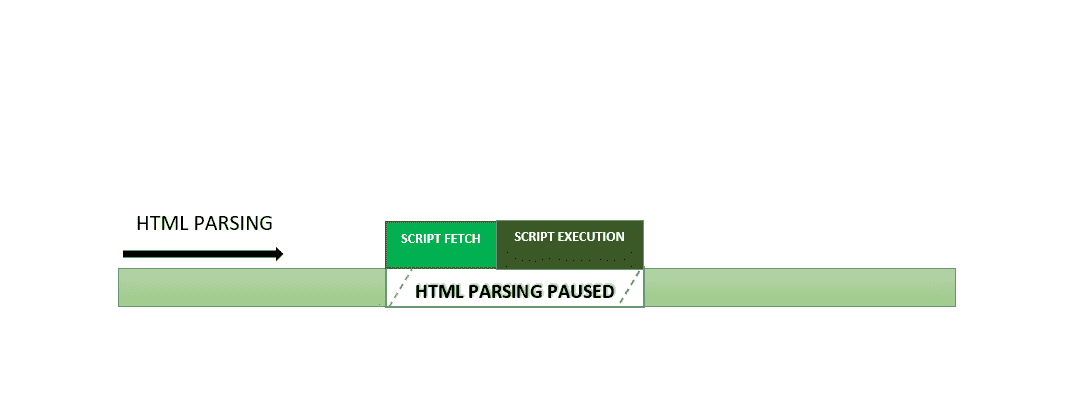 HTML PARSING
SCRIPT FETCH
SCRIPT EXECUTION
HTML PARSING PAUSED